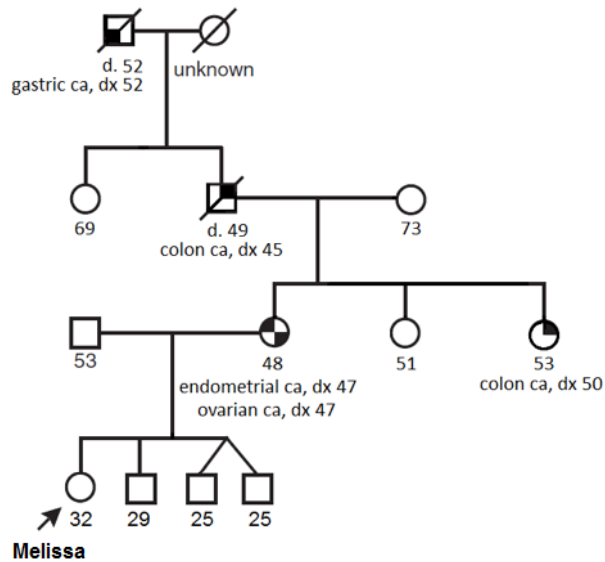 d. 52
unknown
gastric ca, dx 52
69
d. 49
73
colon ca, dx 45
53
48
51
53
endometrial ca, dx 47
colon ca, dx 50
ovarian ca, dx 47
32
29
25
25
Melissa